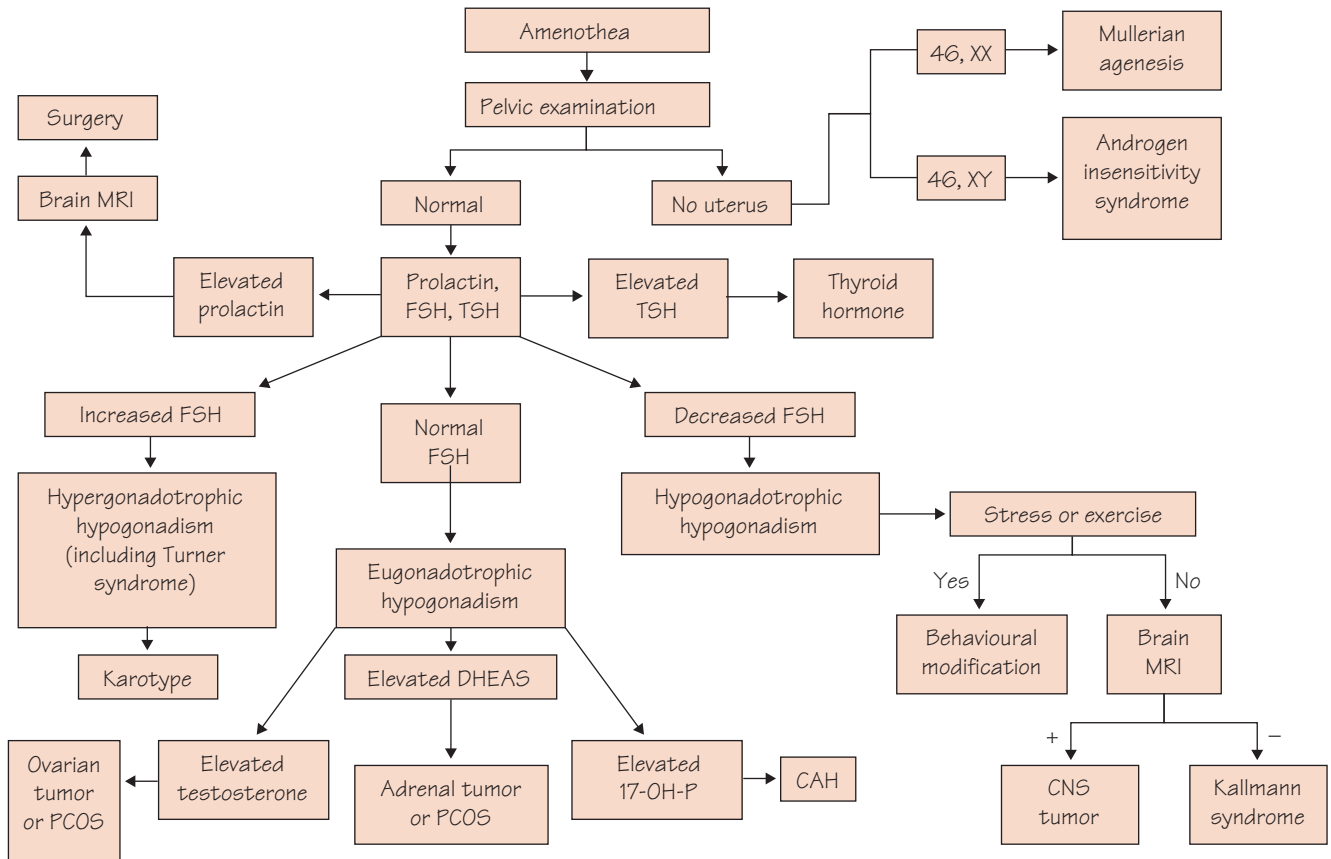 Amenothea
Pelvic examination
46, XX
Mullerian
agenesis
46, XY
Androgen
insensitivity
syndrome
Surgery
Brain MRI
Normal
No uterus
Elevated
prolactin
Prolactin,
FSH, TSH
Elevated
TSH
Thyroid
hormone
Increased FSH
Normal
FSH
Decreased FSH
Hypergonadotrophic
hypogonadism
(including Turner
syndrome)
Hypogonadotrophic
hypogonadism
Stress or exercise
Eugonadotrophic
hypogonadism
Yes
No
Behavioural
modification
Brain
MRI
Karotype
Elevated DHEAS
+
–
Ovarian
tumor
or PCOS
Elevated
testosterone
Adrenal tumor
or PCOS
Elevated
17-OH-P
CAH
CNS
tumor
Kallmann
syndrome